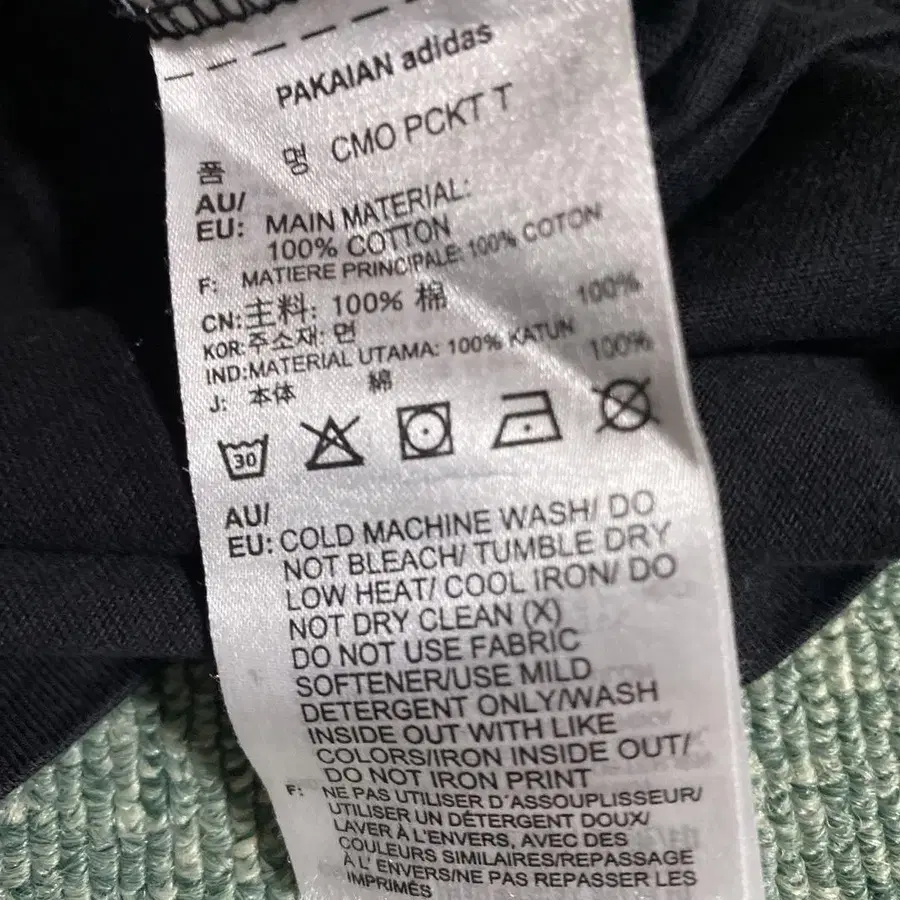 PAKAIAN adidas
품 명 CMO PCKT T
AU/
EU: MAIN MATERIAL:
100% COTTON
F: MATIERE PRINCIPALE: 100% COTON
CN: 主料: 100% 棉
KOR: 주소재: 면 100%
IND: MATERIAL UTAMA: 100% KATUN
J: 本体 綿 100%
30
AU/
EU: COLD MACHINE WASH/ DO
NOT BLEACH/ TUMBLE DRY
LOW HEAT/ COOL IRON/ DO
NOT DRY CLEAN (X)
DO NOT USE FABRIC
SOFTENER/USE MILD
DETERGENT ONLY/WASH
INSIDE OUT WITH LIKE
COLORS/IRON INSIDE OUT/
DO NOT IRON PRINT
F: NE PAS UTILISER D'ASSOUPLISSEUR/
UTILISER UN DÉTERGENT DOUX/
LAVER À L'ENVERS, AVEC DES
COULEURS SIMILAIRES/REPASSAGE
À L' ENVERS/NE PAS REPASSER LES
IMPRIMÉS